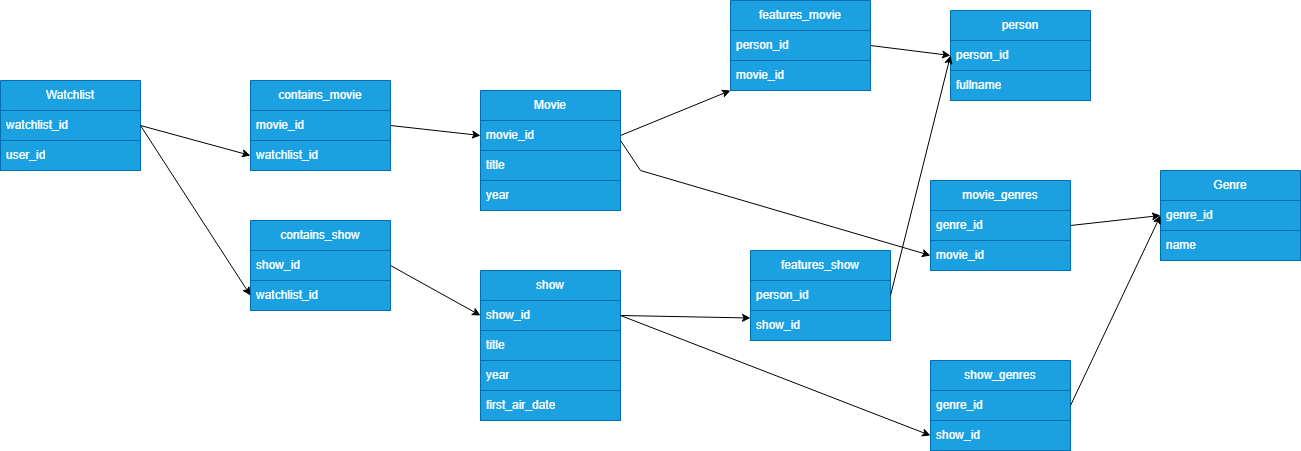 Watchlist
watchlist_id
user_id
contains_movie
movie_id
watchlist_id
contains_show
show_id
watchlist_id
Movie
movie_id
title
year
show
show_id
title
year
first_air_date
features_movie
person_id
movie_id
features_show
person_id
show_id
person
person_id
fullname
movie_genres
genre_id
movie_id
show_genres
genre_id
show_id
Genre
genre_id
name